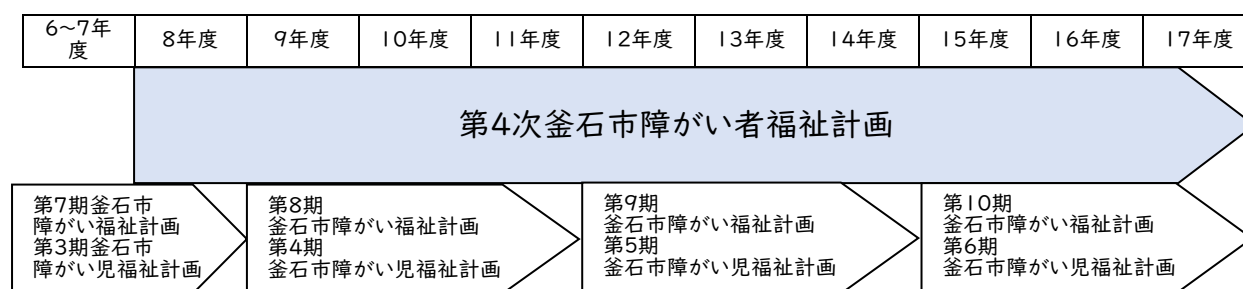 6~7年
度
8年度
9年度
10年度
11年度
12年度
13年度
14年度
15年度
16年度
17年度
第4次釜石市障がい者福祉計画
第7期釜石市
障がい福祉計画
第3期釜石市
障がい児福祉計画
第8期
釜石市障がい福祉計画
第4期
釜石市障がい児福祉計画
第9期
釜石市障がい福祉計画
第5期
釜石市障がい児福祉計画
第10期
釜石市障がい福祉計画
第6期
釜石市障がい児福祉計画